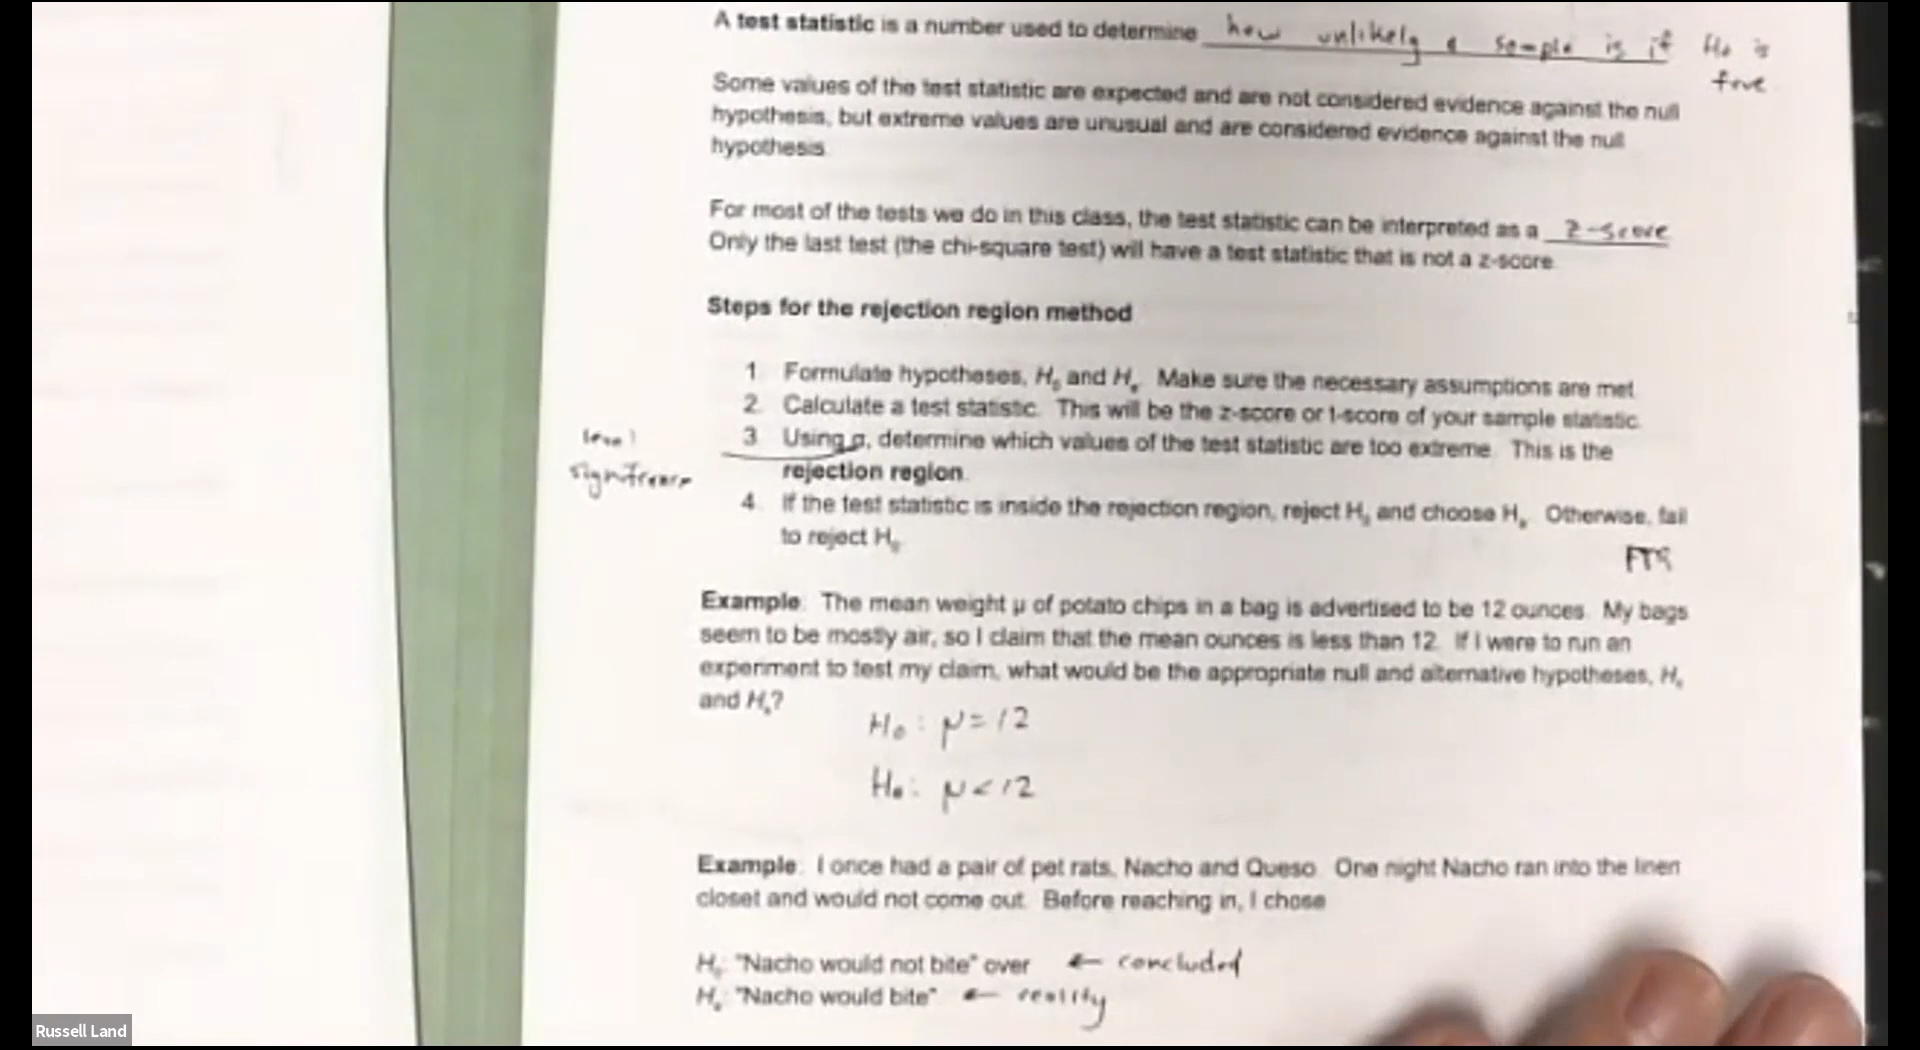 A test statistic is a number used to determine how unlikely a sample is if Ho is
true
Some values of the test statistic are expected and are not considered evidence against the null
hypothesis, but extreme values are unusual and are considered evidence against the null
hypothesis.
For most of the tests we do in this class, the test statistic can be interpreted as a z-score
Only the last test (the chi-square test) will have a test statistic that is not a z-score.
Steps for the rejection region method
1. Formulate hypotheses, H₀ and Hₐ. Make sure the necessary assumptions are met.
2. Calculate a test statistic. This will be the z-score or t-score of your sample statistic.
level
significance
3. Using α, determine which values of the test statistic are too extreme. This is the
rejection region.
4. If the test statistic is inside the rejection region, reject H₀ and choose Hₐ. Otherwise, fail
to reject H₀.
FTR
Example: The mean weight μ of potato chips in a bag is advertised to be 12 ounces. My bags
seem to be mostly air, so I claim that the mean ounces is less than 12. If I were to run an
experiment to test my claim, what would be the appropriate null and alternative hypotheses, H₀
and Hₐ?
H₀: μ = 12
Hₐ: μ < 12
Example: I once had a pair of pet rats, Nacho and Queso. One night Nacho ran into the linen
closet and would not come out. Before reaching in, I chose
H₀: "Nacho would not bite" over ← concluded
Hₐ: "Nacho would bite" ← reality
Russell Land